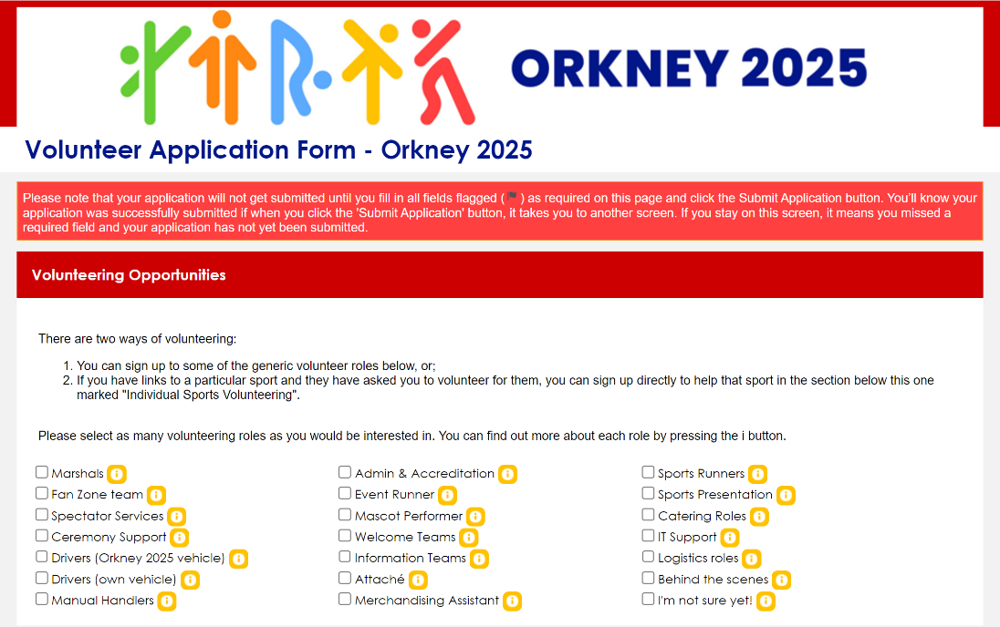 ORKNEY 2025
Volunteer Application Form - Orkney 2025
Please note that your application will not get submitted until you fill in all fields flagged ( ) as required on this page and click the Submit Application button. You'll know your
application was successfully submitted if when you click the 'Submit Application' button, it takes you to another screen. If you stay on this screen, it means you missed a
required field and your application has not yet been submitted.
Volunteering Opportunities
There are two ways of volunteering:
1. You can sign up to some of the generic volunteer roles below, or;
2. If you have links to a particular sport and they have asked you to volunteer for them, you can sign up directly to help that sport in the section below this one
marked "Individual Sports Volunteering".
Please select as many volunteering roles as you would be interested in. You can find out more about each role by pressing the i button.
Marshals i
Fan Zone team i
Spectator Services i
Ceremony Support i
Drivers (Orkney 2025 vehicle) i
Drivers (own vehicle) i
Manual Handlers i
Admin & Accreditation i
Event Runner i
Mascot Performer i
Welcome Teams i
Information Teams i
Attaché i
Merchandising Assistant i
Sports Runners i
Sports Presentation i
Catering Roles i
IT Support i
Logistics roles i
Behind the scenes i
I'm not sure yet! i